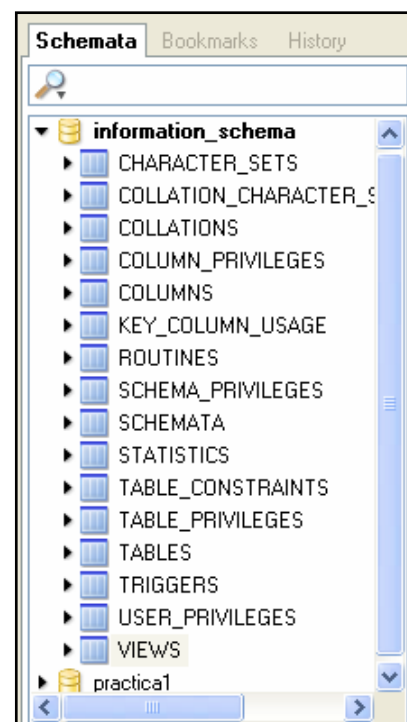 Schemata Bookmarks History
information_schema
CHARACTER_SETS
COLLATION_CHARACTER_S
COLLATIONS
COLUMN_PRIVILEGES
COLUMNS
KEY_COLUMN_USAGE
ROUTINES
SCHEMA_PRIVILEGES
SCHEMATA
STATISTICS
TABLE_CONSTRAINTS
TABLE_PRIVILEGES
TABLES
TRIGGERS
USER_PRIVILEGES
VIEWS
practica1